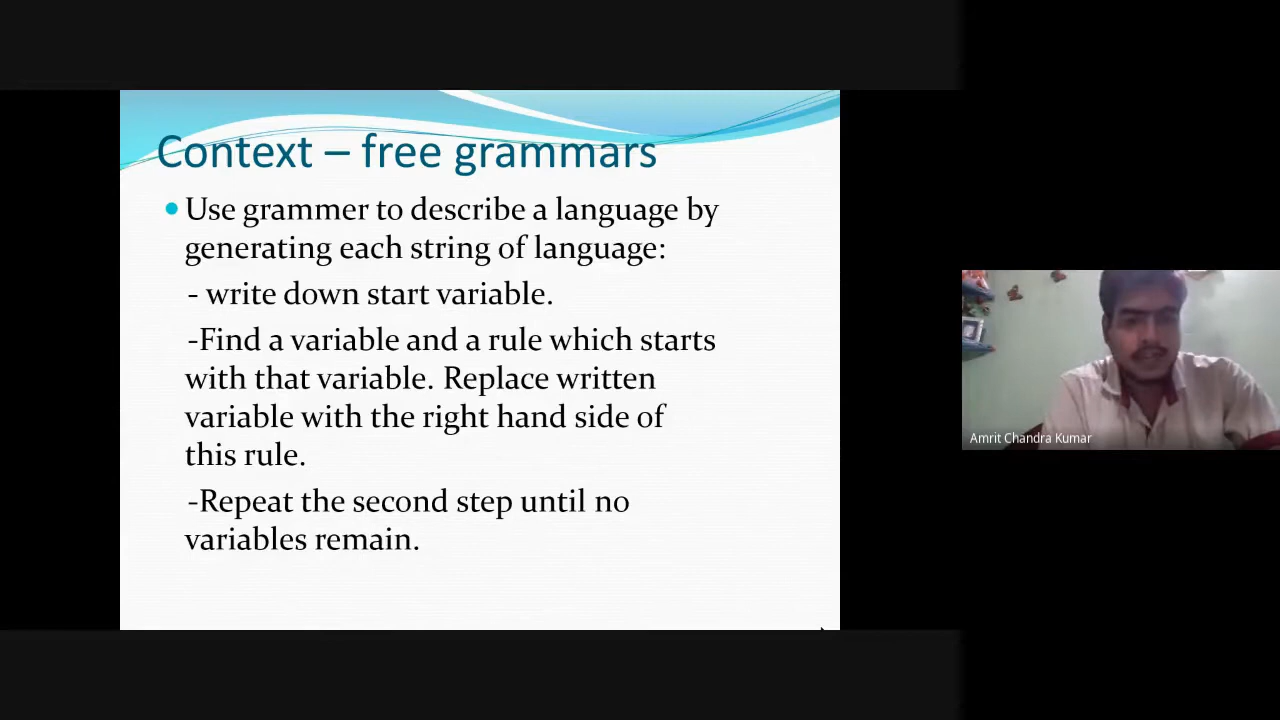 Context – free grammars
Use grammer to describe a language by
generating each string of language:
- write down start variable.
-Find a variable and a rule which starts
with that variable. Replace written
variable with the right hand side of
this rule.
-Repeat the second step until no
variables remain.
Amrit Chandra Kumar